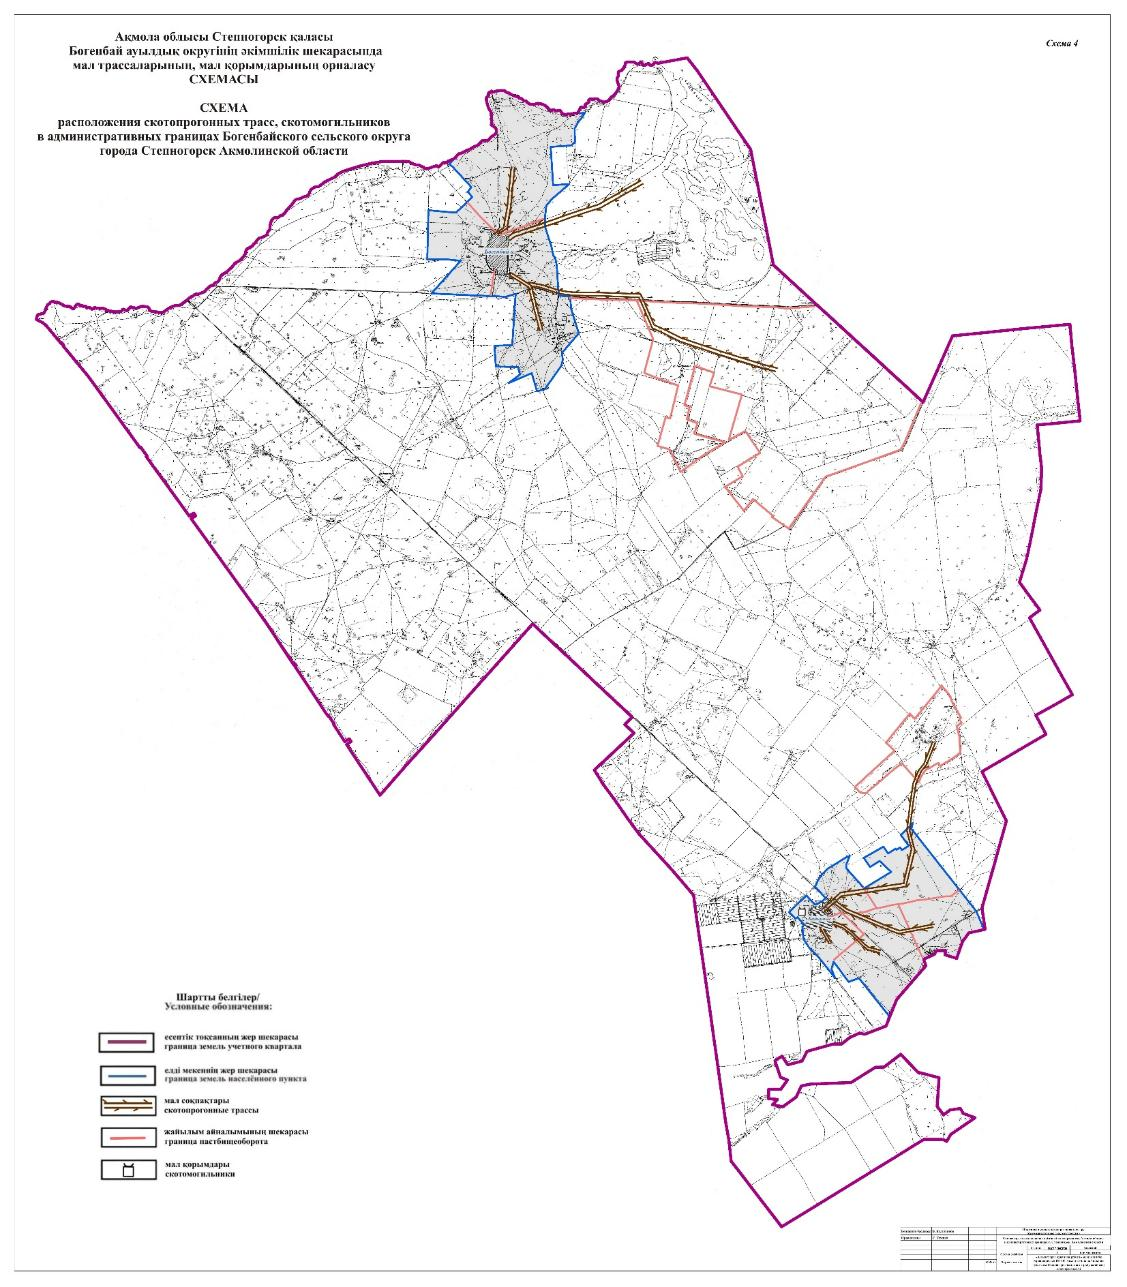 Ақмола облысы Степногорск қаласы
Бөгенбай ауылдық округінің әкімшілік шекарасында
мал трассаларының, мал қорымдарының орналасу
СХЕМАСЫ
СХЕМА
расположения скотопрогонных трасс, скотомогильников
в административных границах Богенбайского сельского округа
города Степногорск Акмолинской области
Схема 4
Шартты белгілер/
Условные обозначения:
есептік тоқсанның жер шекарасы
граница земель учетного квартала
елді мекеннің жер шекарасы
граница земель населённого пункта
мал соқпақтары
скотопрогонные трассы
жайылым айналымының шекарасы
граница пастбищеоборота
мал қорымдары
скотомогильники